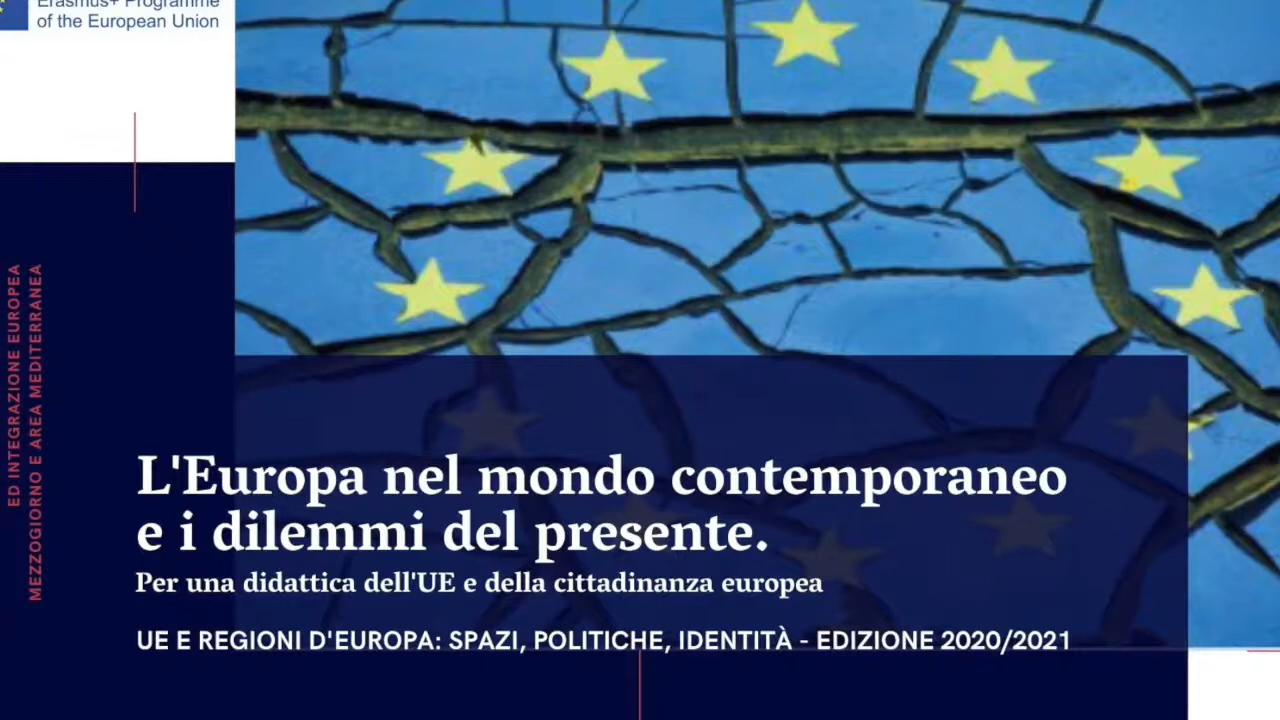 Erasmus+ Programme
of the European Union
ED INTEGRAZIONE EUROPEA
MEZZOGIORNO E AREA MEDITERRANEA
L'Europa nel mondo contemporaneo
e i dilemmi del presente.
Per una didattica dell'UE e della cittadinanza europea
UE E REGIONI D'EUROPA: SPAZI, POLITICHE, IDENTITÀ - EDIZIONE 2020/2021